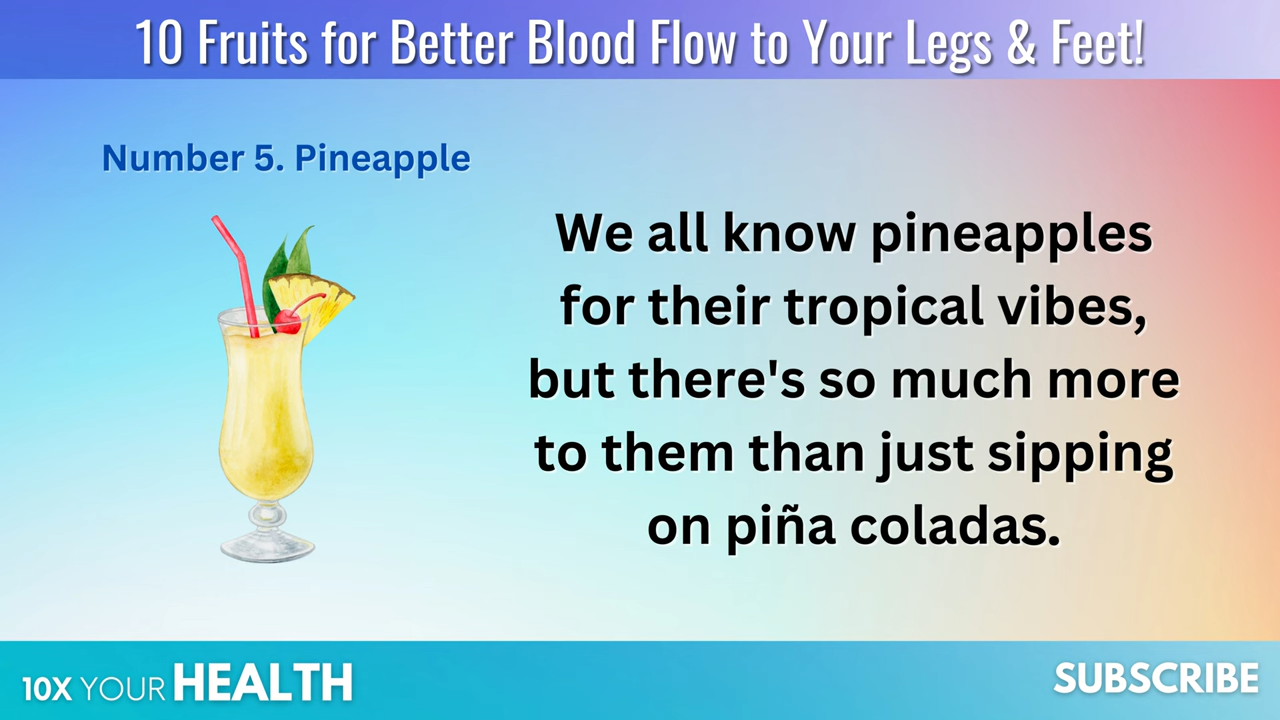 10 Fruits for Better Blood Flow to Your Legs & Feet!
Number 5. Pineapple
We all know pineapples
for their tropical vibes,
but there's so much more
to them than just sipping
on piña coladas.
10X YOUR HEALTH
SUBSCRIBE